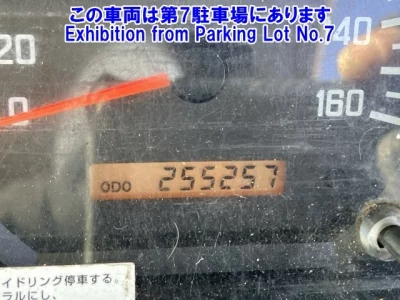 この車両は第7駐車場にあります
Exhibition from Parking Lot No.7
20
0
140
160
ODO 255257
イドリング停車する。
ラルにし、